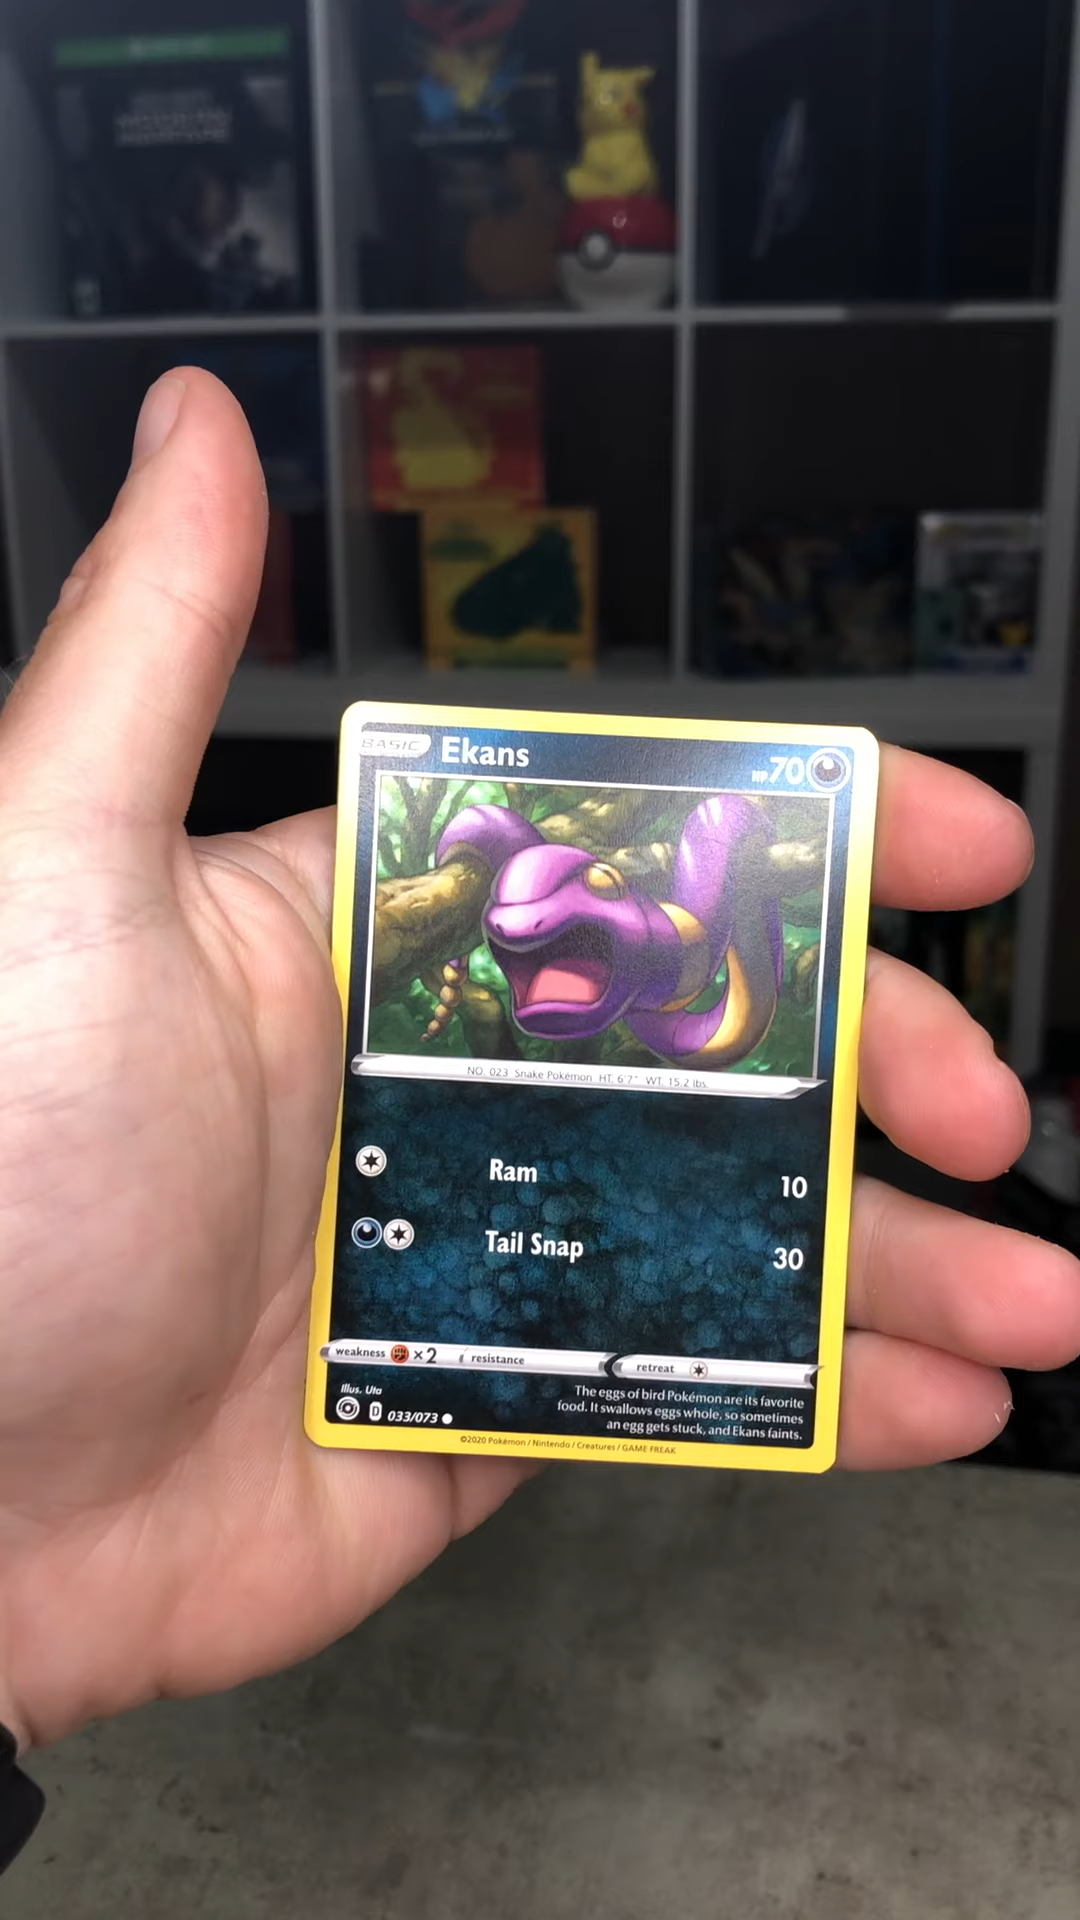 BASIC Ekans HP 70
NO. 023 Snake Pokémon HT. 6'7" WT. 15.2 lbs.
Ram 10
Tail Snap 30
weakness ×2 resistance retreat
Illus. Uta
D 033/073
The eggs of bird Pokémon are its favorite
food. It swallows eggs whole, so sometimes
an egg gets stuck, and Ekans faints.
©2020 Pokémon / Nintendo / Creatures / GAME FREAK